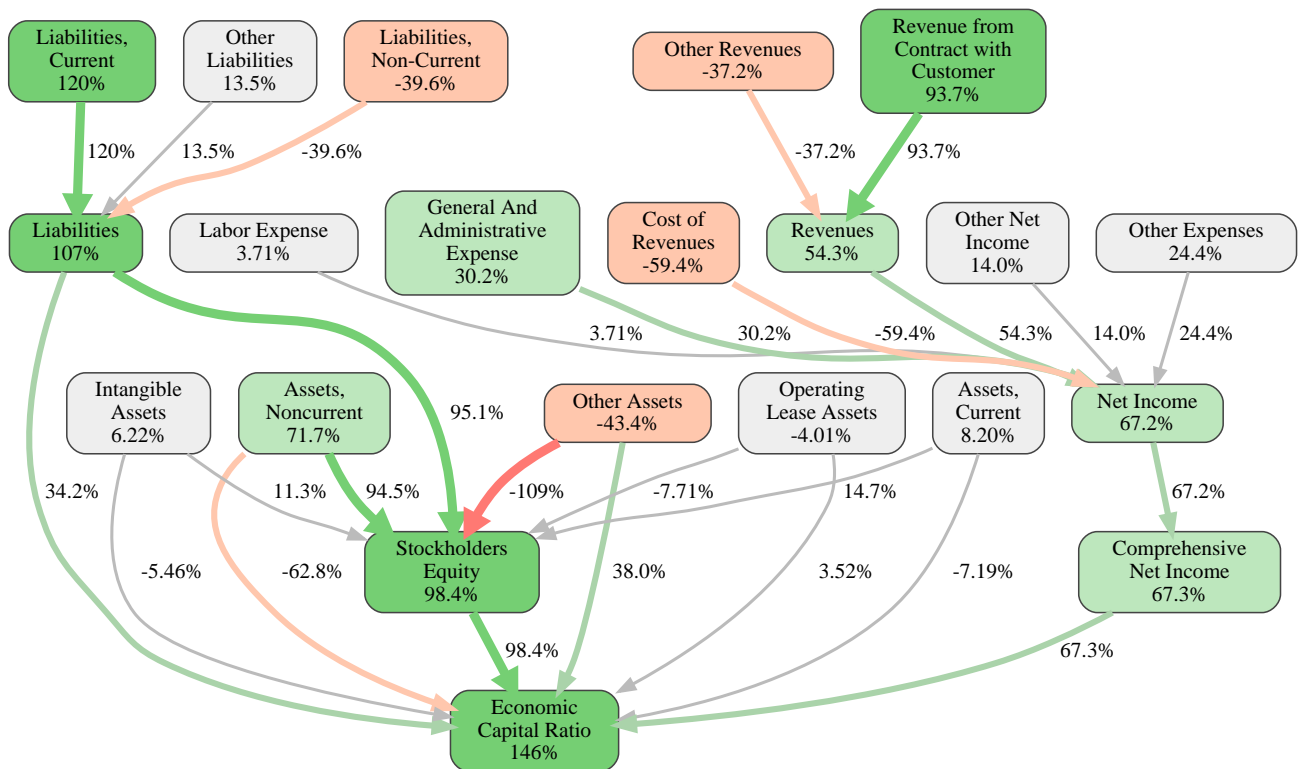 Liabilities,
Current
120%
Other
Liabilities
13.5%
Liabilities,
Non-Current
-39.6%
Other Revenues
-37.2%
Revenue from
Contract with
Customer
93.7%
120%
13.5%
-39.6%
-37.2%
93.7%
Liabilities
107%
Labor Expense
3.71%
General And
Administrative
Expense
30.2%
Cost of
Revenues
-59.4%
Revenues
54.3%
Other Net
Income
14.0%
Other Expenses
24.4%
3.71%
30.2%
-59.4%
54.3%
14.0%
24.4%
Intangible
Assets
6.22%
Assets,
Noncurrent
71.7%
95.1%
Other Assets
-43.4%
Operating
Lease Assets
-4.01%
Assets,
Current
8.20%
Net Income
67.2%
34.2%
11.3%
94.5%
-109%
-7.71%
14.7%
67.2%
Stockholders
Equity
98.4%
Comprehensive
Net Income
67.3%
-5.46%
-62.8%
38.0%
3.52%
-7.19%
98.4%
67.3%
Economic
Capital Ratio
146%